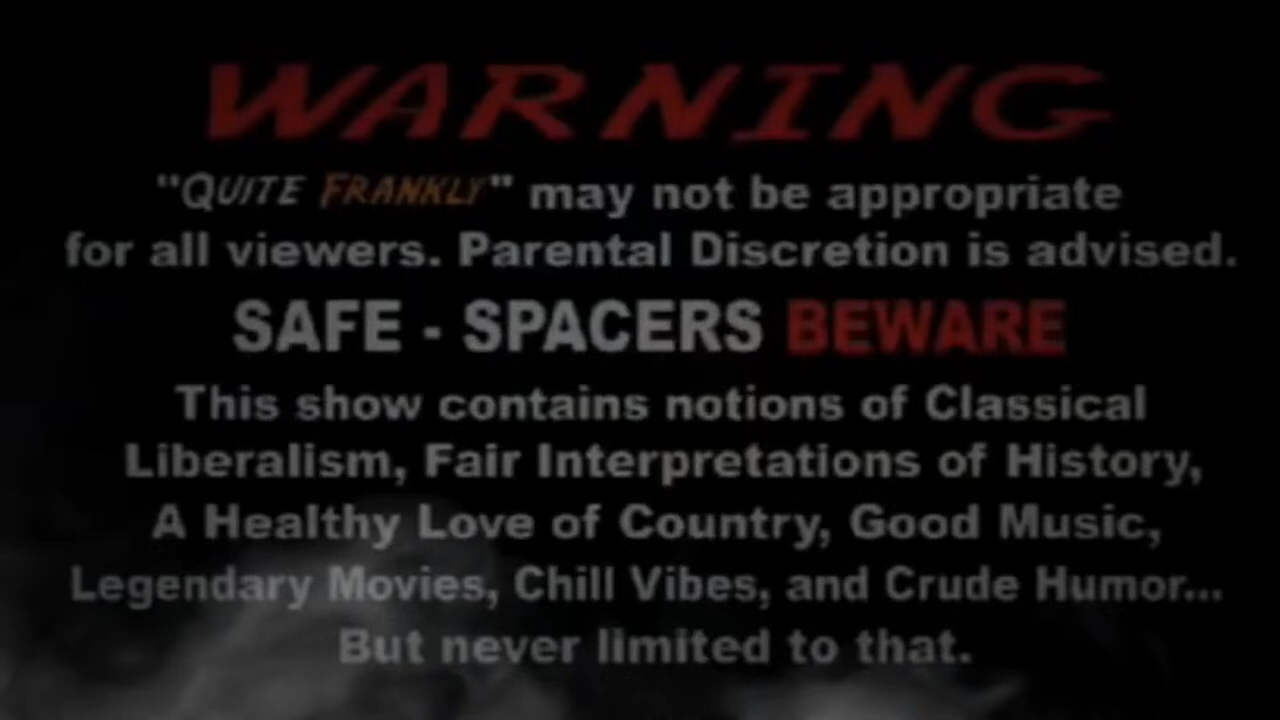 WARNING
"QUITE FRANKLY" may not be appropriate
for all viewers. Parental Discretion is advised.
SAFE - SPACERS BEWARE
This show contains notions of Classical
Liberalism, Fair Interpretations of History,
A Healthy Love of Country, Good Music,
Legendary Movies, Chill Vibes, and Crude Humor...
But never limited to that.